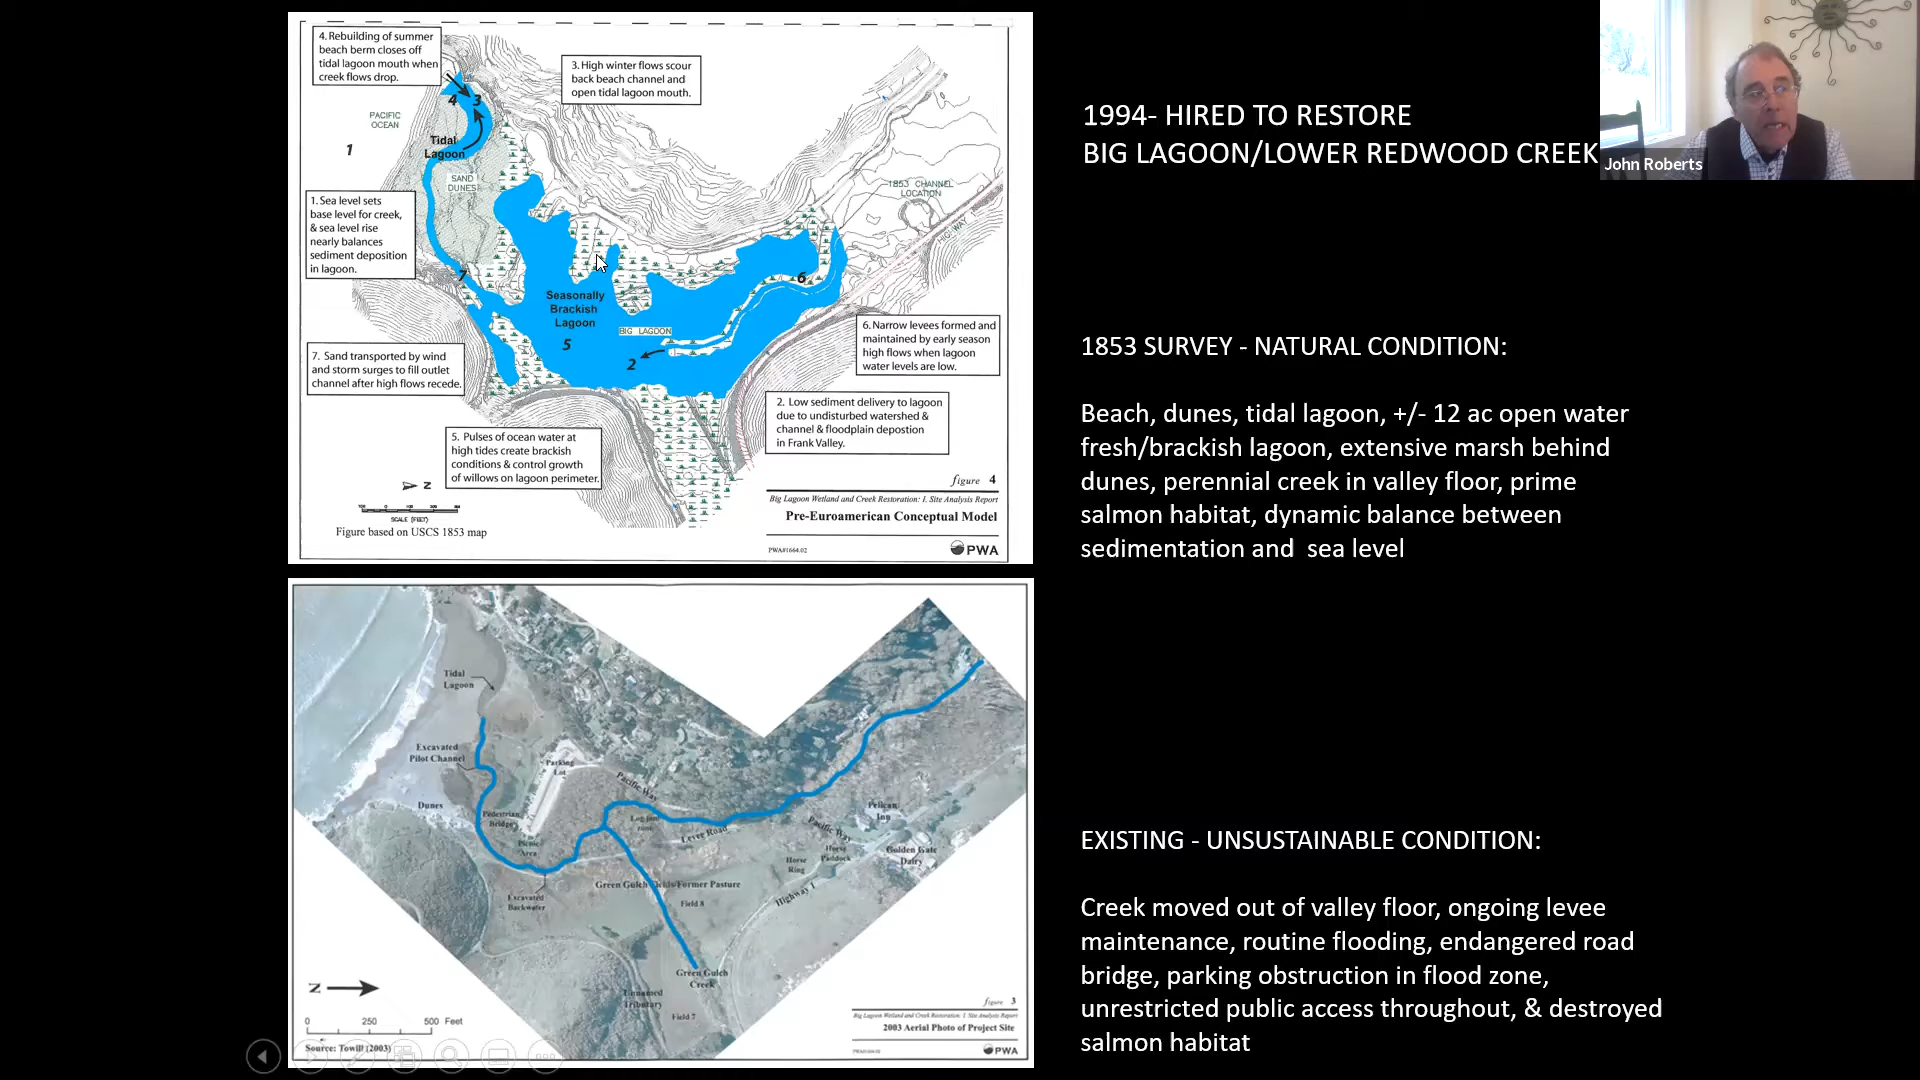 4. Rebuilding of summer
beach berm closes off
tidal lagoon mouth when
creek flows drop.
3. High winter flows scour
back beach channel and
open tidal lagoon mouth.
PACIFIC
OCEAN
1
4
3
Tidal
Lagoon
SAND
DUNES
1853 CHANNEL
LOCATION
HIGHWAY
1. Sea level sets
base level for creek,
& sea level rise
nearly balances
sediment deposition
in lagoon.
7
6
Seasonally
Brackish
Lagoon
BIG LAGOON
5
2
6. Narrow levees formed and
maintained by early season
high flows when lagoon
water levels are low.
7. Sand transported by wind
and storm surges to fill outlet
channel after high flows recede.
2. Low sediment delivery to lagoon
due to undisturbed watershed &
channel & floodplain depostion
in Frank Valley.
5. Pulses of ocean water at
high tides create brackish
conditions & control growth
of willows on lagoon perimeter.
Z
SCALE (FEET)
Figure based on USCS 1853 map
figure 4
Big Lagoon Wetland and Creek Restoration: I. Site Analysis Report
Pre-Euroamerican Conceptual Model
PWA#1664.02
PWA
1994- HIRED TO RESTORE
BIG LAGOON/LOWER REDWOOD CREEK
John Roberts
1853 SURVEY - NATURAL CONDITION:
Beach, dunes, tidal lagoon, +/- 12 ac open water
fresh/brackish lagoon, extensive marsh behind
dunes, perennial creek in valley floor, prime
salmon habitat, dynamic balance between
sedimentation and sea level
Tidal
Lagoon
Excavated
Pilot Channel
Parking
Lot
Pacific Way
Dunes
Pedestrian
Bridge
Picnic
Area
Levee Road
Pacific Way
Pelican
Inn
Horse
Paddock
Golden Gate
Dairy
Horse
Ring
Highway 1
Excavated
Backwater
Green Gulch Fields/Former Pasture
Field 8
Green Gulch
Creek
Unnamed
Tributary
Field 7
Z
0 250 500 Feet
Source: Towill (2003)
figure 3
Big Lagoon Wetland and Creek Restoration: I. Site Analysis Report
2003 Aerial Photo of Project Site
PWA
EXISTING - UNSUSTAINABLE CONDITION:
Creek moved out of valley floor, ongoing levee
maintenance, routine flooding, endangered road
bridge, parking obstruction in flood zone,
unrestricted public access throughout, & destroyed
salmon habitat